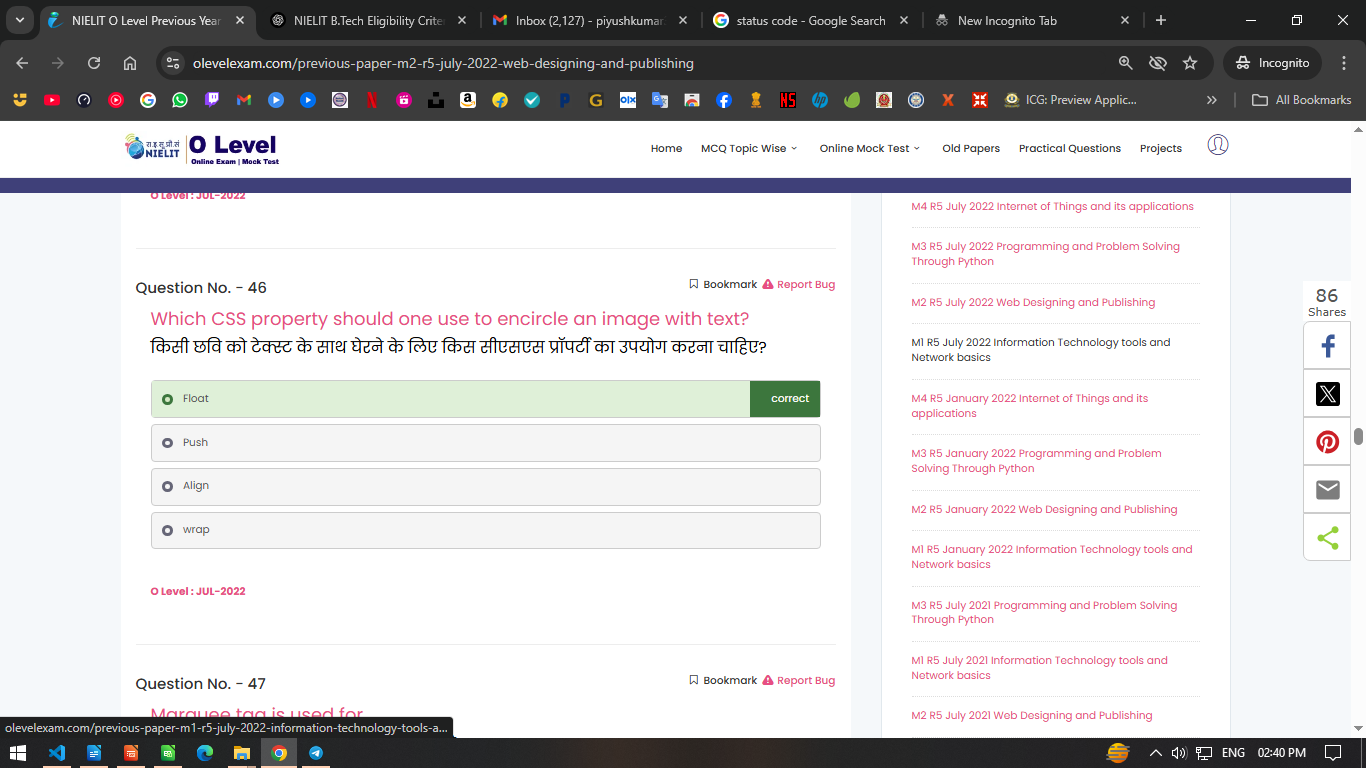 NIELIT O Level Previous Year
NIELIT B.Tech Eligibility Crite
Inbox (2,127) - piyushkumar
status code - Google Search
New Incognito Tab
olevelexam.com/previous-paper-m2-r5-july-2022-web-designing-and-publishing
Incognito
ICG: Preview Applic...
All Bookmarks
रा.इ.सू.प्रौ.सं
NIELIT
O Level
Online Exam | Mock Test
Home
MCQ Topic Wise
Online Mock Test
Old Papers
Practical Questions
Projects
O Level : JUL-2022
Question No. - 46
Bookmark
Report Bug
Which CSS property should one use to encircle an image with text?
किसी छवि को टेक्स्ट के साथ घेरने के लिए किस सीएसएस प्रॉपर्टी का उपयोग करना चाहिए?
Float
correct
Push
Align
wrap
O Level : JUL-2022
Question No. - 47
Bookmark
Report Bug
Marquee tag is used for
M4 R5 July 2022 Internet of Things and its applications
M3 R5 July 2022 Programming and Problem Solving
Through Python
M2 R5 July 2022 Web Designing and Publishing
M1 R5 July 2022 Information Technology tools and
Network basics
M4 R5 January 2022 Internet of Things and its
applications
M3 R5 January 2022 Programming and Problem
Solving Through Python
M2 R5 January 2022 Web Designing and Publishing
M1 R5 January 2022 Information Technology tools and
Network basics
M3 R5 July 2021 Programming and Problem Solving
Through Python
M1 R5 July 2021 Information Technology tools and
Network basics
M2 R5 July 2021 Web Designing and Publishing
86
Shares
olevelexam.com/previous-paper-m1-r5-july-2022-information-technology-tools-a...
ENG
02:40 PM